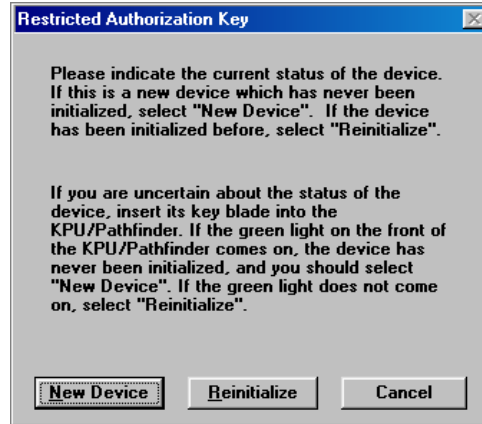 Restricted Authorization Key
Please indicate the current status of the device.
If this is a new device which has never been
initialized, select "New Device".  If the device
has been initialized before, select "Reinitialize".
If you are uncertain about the status of the
device, insert its key blade into the
KPU/Pathfinder. If the green light on the front of
the KPU/Pathfinder comes on, the device has
never been initialized, and you should select
"New Device". If the green light does not come
on, select "Reinitialize".
New Device
Reinitialize
Cancel